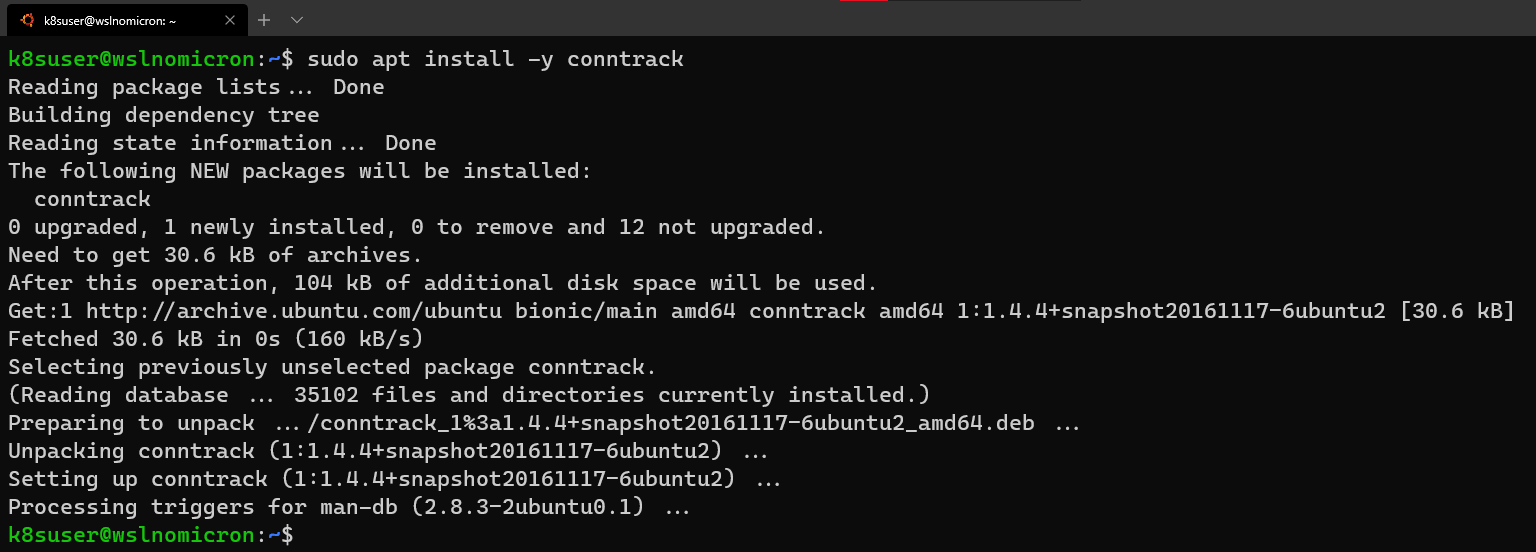 k8suser@wslnomicron: ~
k8suser@wslnomicron:~$ sudo apt install -y conntrack
Reading package lists... Done
Building dependency tree
Reading state information... Done
The following NEW packages will be installed:
  conntrack
0 upgraded, 1 newly installed, 0 to remove and 12 not upgraded.
Need to get 30.6 kB of archives.
After this operation, 104 kB of additional disk space will be used.
Get:1 http://archive.ubuntu.com/ubuntu bionic/main amd64 conntrack amd64 1:1.4.4+snapshot20161117-6ubuntu2 [30.6 kB]
Fetched 30.6 kB in 0s (160 kB/s)
Selecting previously unselected package conntrack.
(Reading database ... 35102 files and directories currently installed.)
Preparing to unpack .../conntrack_1%3a1.4.4+snapshot20161117-6ubuntu2_amd64.deb ...
Unpacking conntrack (1:1.4.4+snapshot20161117-6ubuntu2) ...
Setting up conntrack (1:1.4.4+snapshot20161117-6ubuntu2) ...
Processing triggers for man-db (2.8.3-2ubuntu0.1) ...
k8suser@wslnomicron:~$